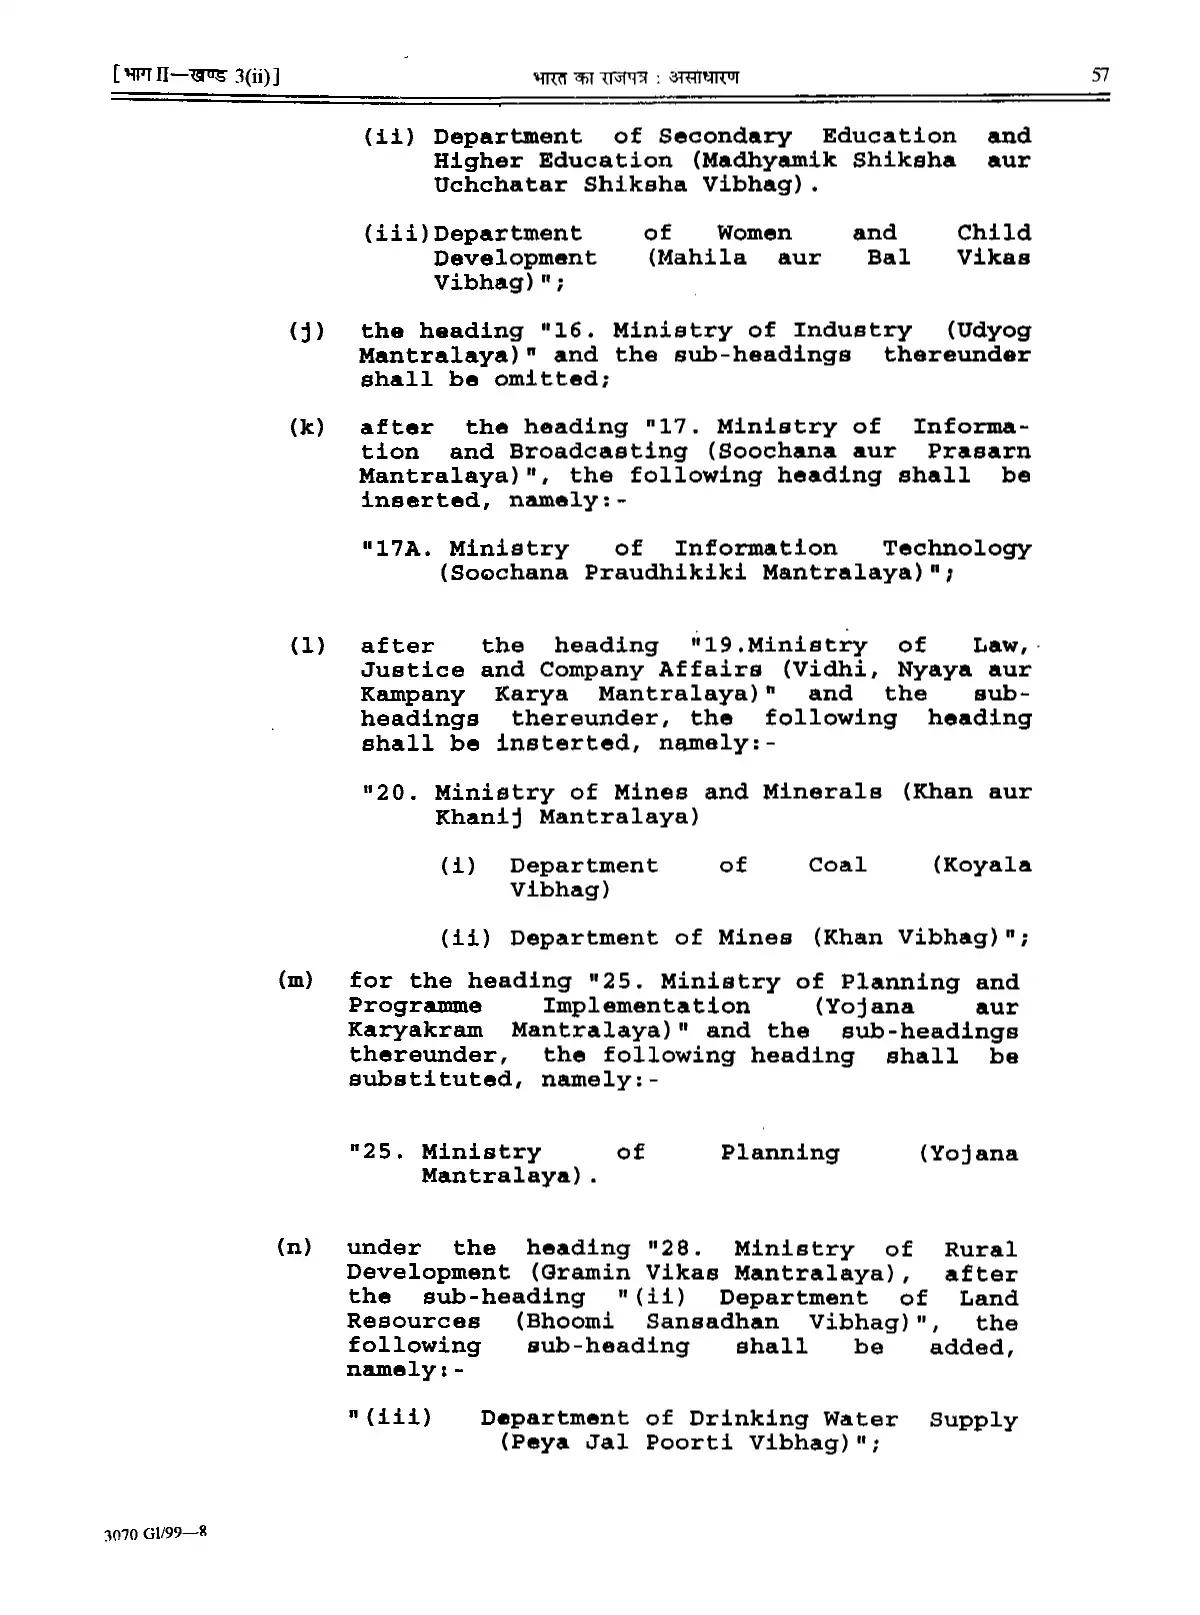 [ भाग II—खण्ड 3(ii) ] भारत का राजपत्र : असाधारण 57
(ii) Department of Secondary Education and
Higher Education (Madhyamik Shiksha aur
Uchchatar Shiksha Vibhag).
(iii)Department of Women and Child
Development (Mahila aur Bal Vikas
Vibhag)";
(j) the heading "16. Ministry of Industry (Udyog
Mantralaya)" and the sub-headings thereunder
shall be omitted;
(k) after the heading "17. Ministry of Informa-
tion and Broadcasting (Soochana aur Prasarn
Mantralaya)", the following heading shall be
inserted, namely:-
"17A. Ministry of Information Technology
(Soochana Praudhikiki Mantralaya)";
(l) after the heading "19.Ministry of Law,
Justice and Company Affairs (Vidhi, Nyaya aur
Kampany Karya Mantralaya)" and the sub-
headings thereunder, the following heading
shall be insterted, namely:-
"20. Ministry of Mines and Minerals (Khan aur
Khanij Mantralaya)
(i) Department of Coal (Koyala
Vibhag)
(ii) Department of Mines (Khan Vibhag)";
(m) for the heading "25. Ministry of Planning and
Programme Implementation (Yojana aur
Karyakram Mantralaya)" and the sub-headings
thereunder, the following heading shall be
substituted, namely:-
"25. Ministry of Planning (Yojana
Mantralaya).
(n) under the heading "28. Ministry of Rural
Development (Gramin Vikas Mantralaya), after
the sub-heading "(ii) Department of Land
Resources (Bhoomi Sansadhan Vibhag)", the
following sub-heading shall be added,
namely:-
"(iii) Department of Drinking Water Supply
(Peya Jal Poorti Vibhag)";
3070 GI/99—8